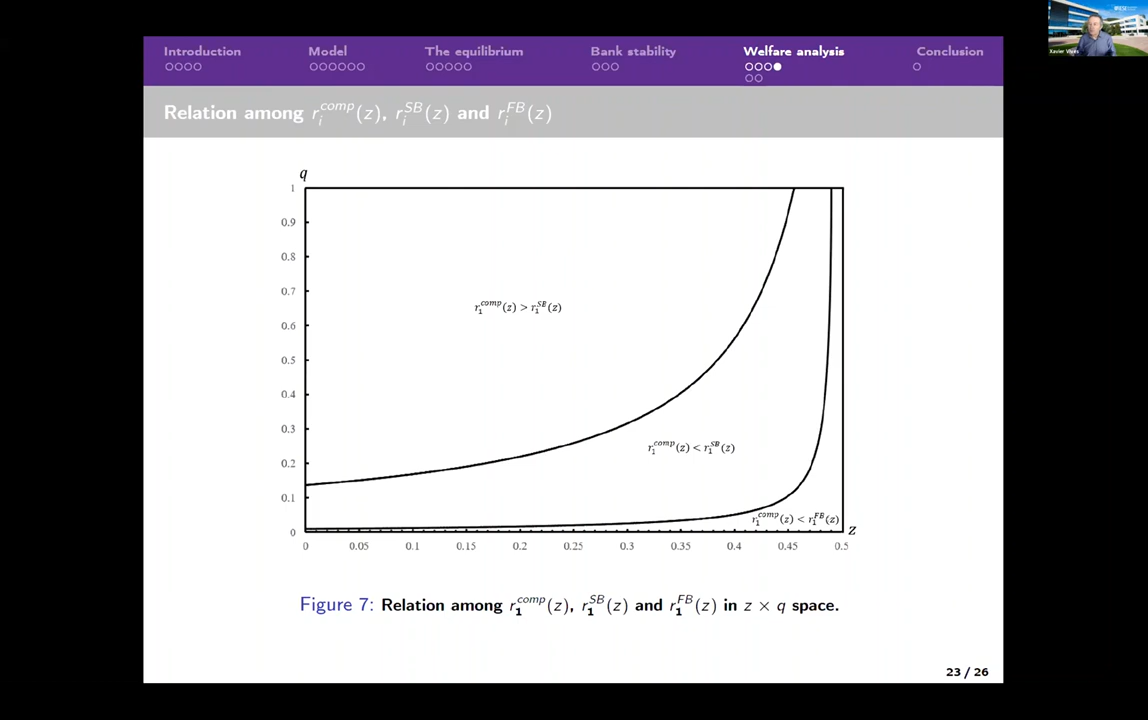 IESE
Xavier Vives
Introduction Model The equilibrium Bank stability Welfare analysis Conclusion
Relation among r_i^comp(z), r_i^SB(z) and r_i^FB(z)
q
1
0.9
0.8
0.7
0.6
0.5
0.4
0.3
0.2
0.1
0
r_1^comp(z) > r_1^SB(z)
r_1^comp(z) < r_1^SB(z)
r_1^comp(z) < r_1^FB(z)
z
0 0.05 0.1 0.15 0.2 0.25 0.3 0.35 0.4 0.45 0.5
Figure 7: Relation among r_1^comp(z), r_1^SB(z) and r_1^FB(z) in z × q space.
23 / 26